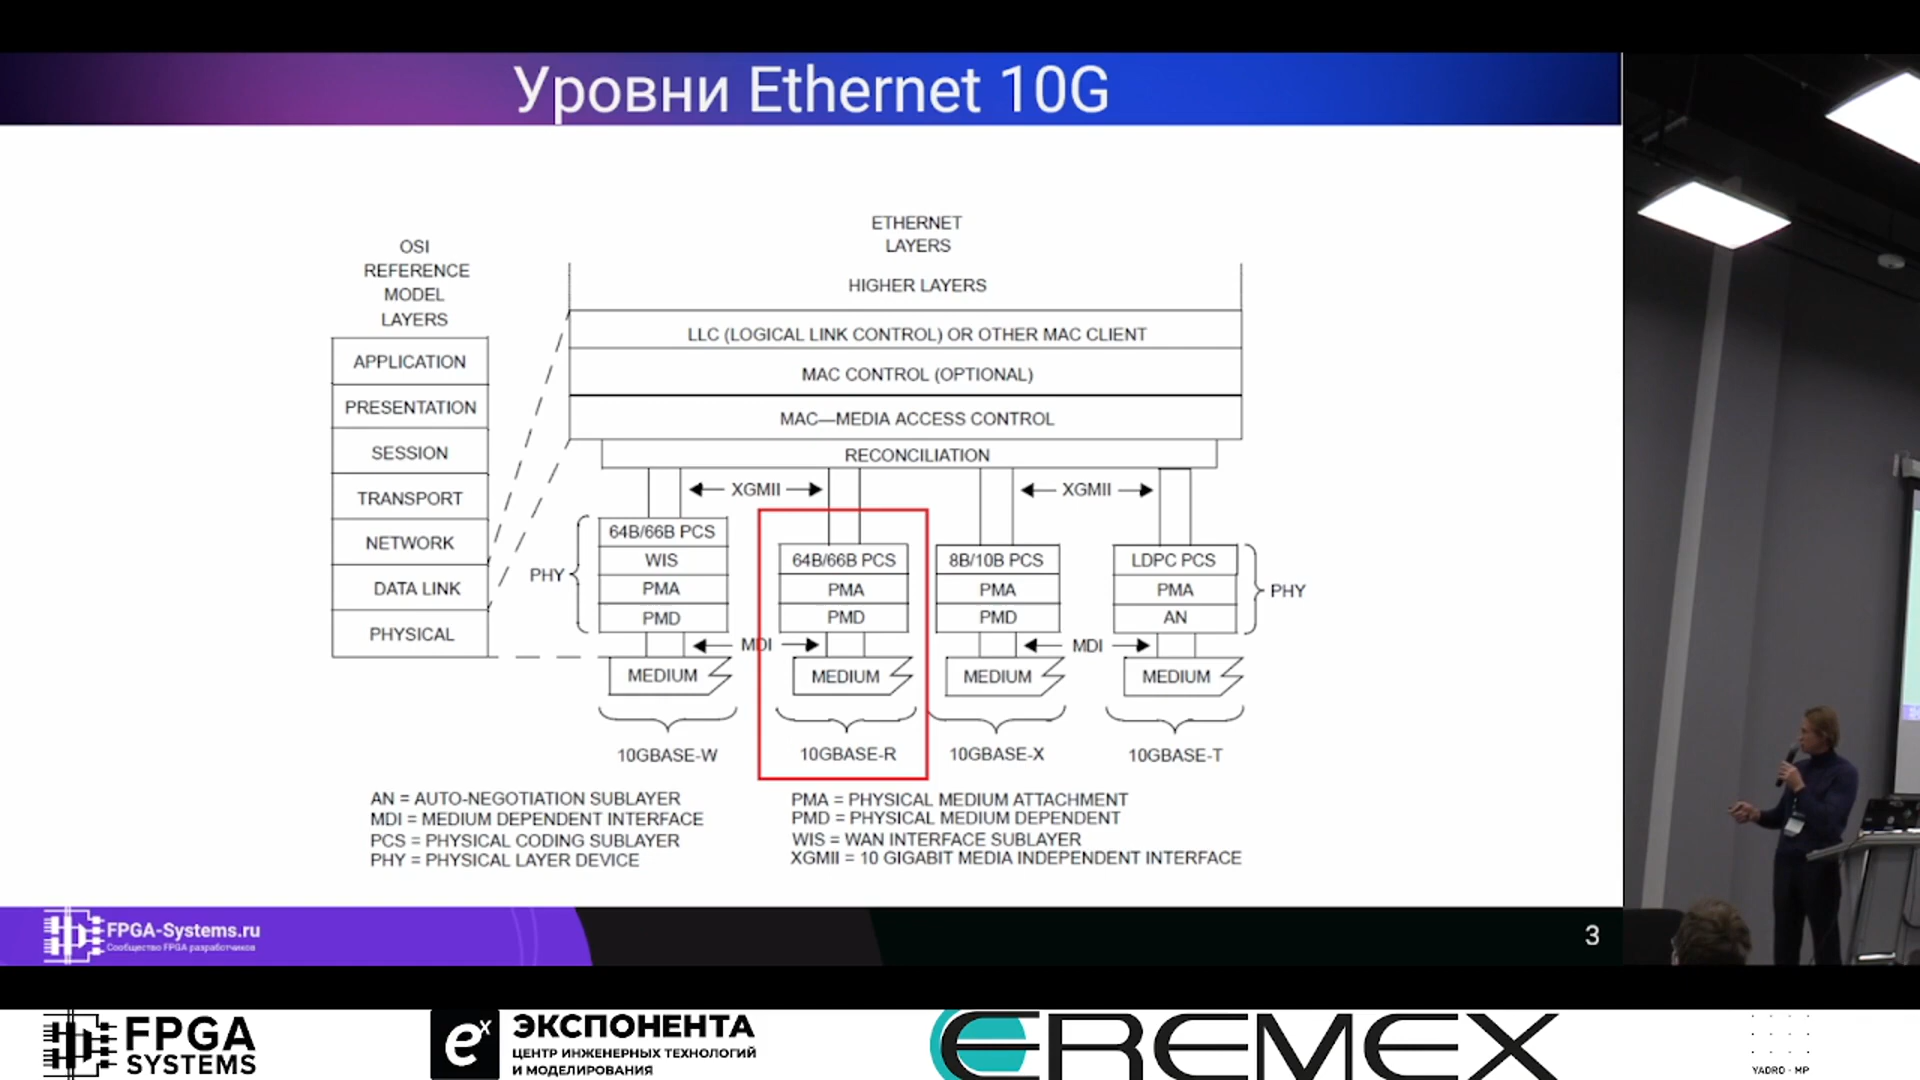 Уровни Ethernet 10G
OSI
REFERENCE
MODEL
LAYERS
APPLICATION
PRESENTATION
SESSION
TRANSPORT
NETWORK
DATA LINK
PHYSICAL
ETHERNET
LAYERS
HIGHER LAYERS
LLC (LOGICAL LINK CONTROL) OR OTHER MAC CLIENT
MAC CONTROL (OPTIONAL)
MAC—MEDIA ACCESS CONTROL
RECONCILIATION
XGMII
XGMII
PHY
64B/66B PCS
WIS
PMA
PMD
MEDIUM
10GBASE-W
MDI
64B/66B PCS
PMA
PMD
MEDIUM
10GBASE-R
8B/10B PCS
PMA
PMD
MEDIUM
10GBASE-X
MDI
LDPC PCS
PMA
AN
MEDIUM
10GBASE-T
PHY
AN = AUTO-NEGOTIATION SUBLAYER
MDI = MEDIUM DEPENDENT INTERFACE
PCS = PHYSICAL CODING SUBLAYER
PHY = PHYSICAL LAYER DEVICE
PMA = PHYSICAL MEDIUM ATTACHMENT
PMD = PHYSICAL MEDIUM DEPENDENT
WIS = WAN INTERFACE SUBLAYER
XGMII = 10 GIGABIT MEDIA INDEPENDENT INTERFACE
FPGA-Systems.ru
Сообщество FPGA разработчиков
3
FPGA
SYSTEMS
ex
ЭКСПОНЕНТА
ЦЕНТР ИНЖЕНЕРНЫХ ТЕХНОЛОГИЙ
И МОДЕЛИРОВАНИЯ
EREMEX
YADRO · MP